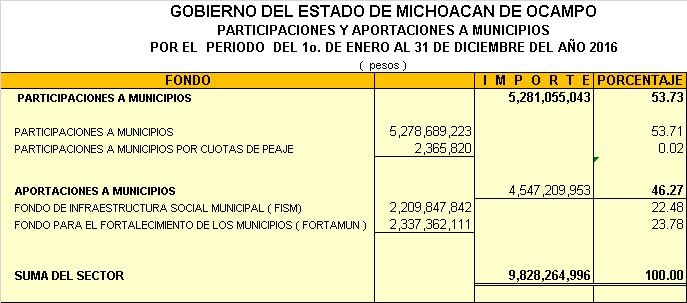 GOBIERNO DEL ESTADO DE MICHOACAN DE OCAMPO
PARTICIPACIONES Y APORTACIONES A MUNICIPIOS
POR EL PERIODO DEL 1o. DE ENERO AL 31 DE DICIEMBRE DEL AÑO 2016
( pesos )
FONDO I M P O R T E PORCENTAJE
PARTICIPACIONES A MUNICIPIOS 5,281,055,043 53.73
PARTICIPACIONES A MUNICIPIOS 5,278,689,223 53.71
PARTICIPACIONES A MUNICIPIOS POR CUOTAS DE PEAJE 2,365,820 0.02
APORTACIONES A MUNICIPIOS 4,547,209,953 46.27
FONDO DE INFRAESTRUCTURA SOCIAL MUNICIPAL ( FISM) 2,209,847,842 22.48
FONDO PARA EL FORTALECIMIENTO DE LOS MUNICIPIOS ( FORTAMUN ) 2,337,362,111 23.78
SUMA DEL SECTOR 9,828,264,996 100.00